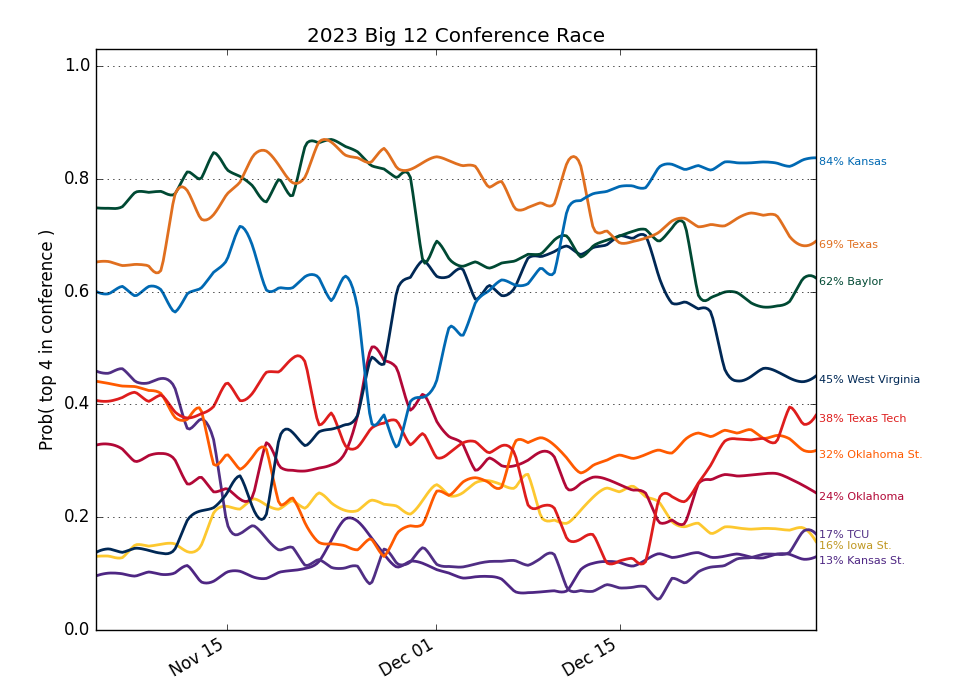 2023 Big 12 Conference Race
Prob( top 4 in conference )
1.0
0.8
0.6
0.4
0.2
0.0
Nov 15
Dec 01
Dec 15
84% Kansas
69% Texas
62% Baylor
45% West Virginia
38% Texas Tech
32% Oklahoma St.
24% Oklahoma
17% TCU
16% Iowa St.
13% Kansas St.